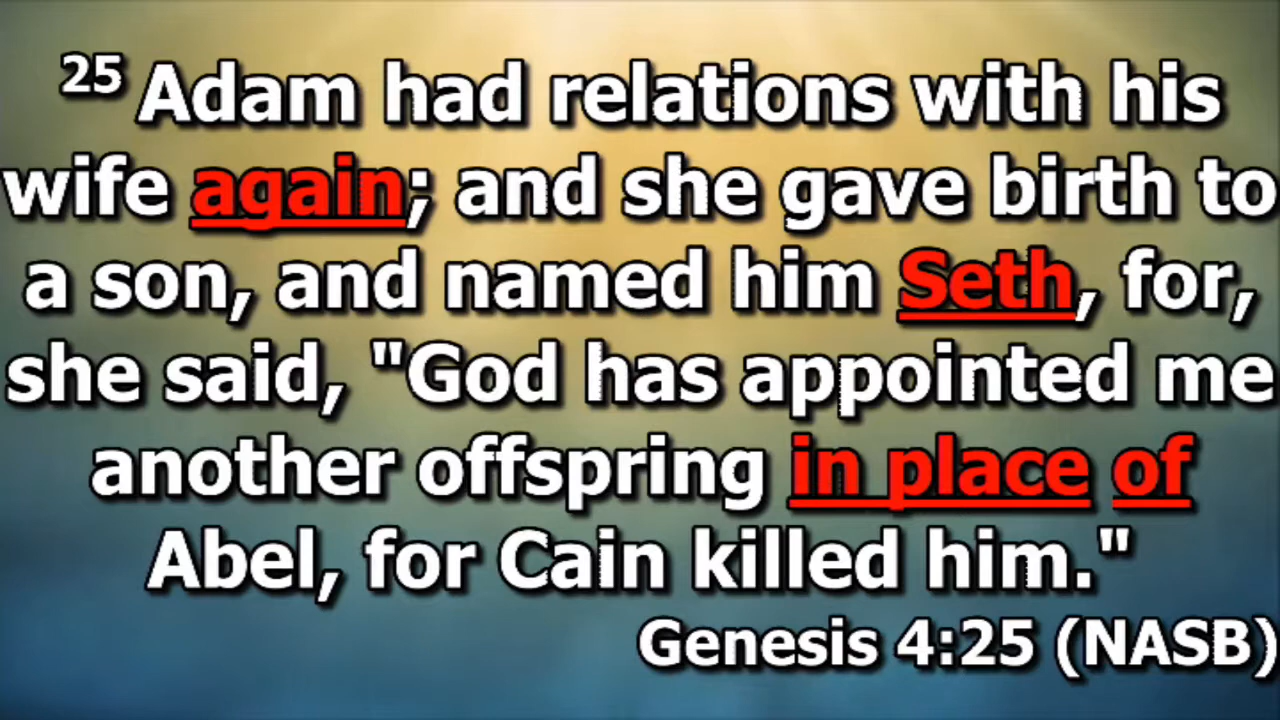 25 Adam had relations with his
wife again; and she gave birth to
a son, and named him Seth, for,
she said, "God has appointed me
another offspring in place of
Abel, for Cain killed him."
Genesis 4:25 (NASB)